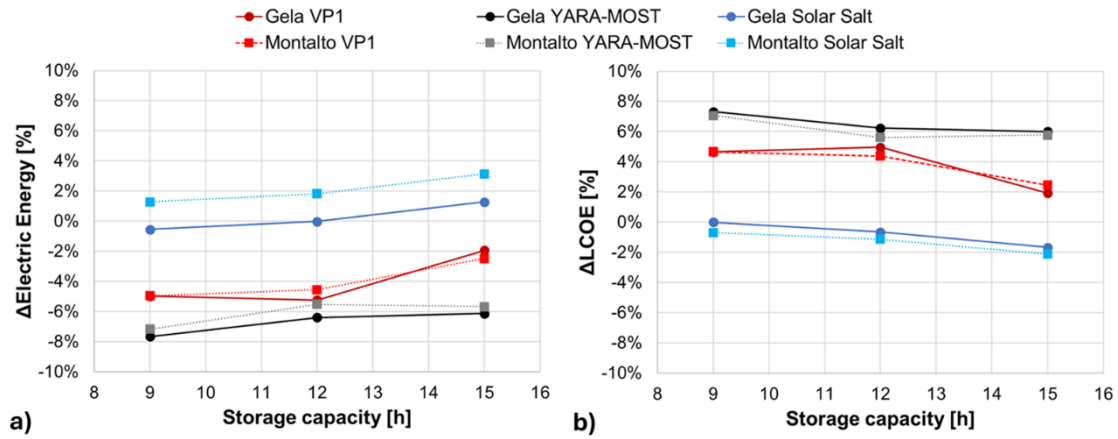 Gela VP1 Gela YARA-MOST Gela Solar Salt
Montalto VP1 Montalto YARA-MOST Montalto Solar Salt
10%
8%
6%
4%
2%
0%
-2%
-4%
-6%
-8%
-10%
ΔElectric Energy [%]
8 9 10 11 12 13 14 15 16
Storage capacity [h]
a)
10%
8%
6%
4%
2%
0%
-2%
-4%
-6%
-8%
-10%
ΔLCOE [%]
8 9 10 11 12 13 14 15 16
Storage capacity [h]
b)